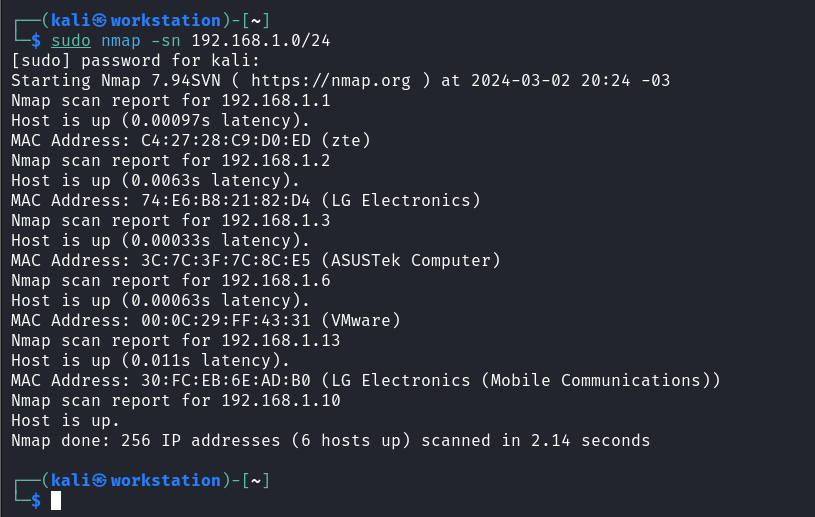 ┌──(kali㉿workstation)-[~]
└─$ sudo nmap -sn 192.168.1.0/24
[sudo] password for kali:
Starting Nmap 7.94SVN ( https://nmap.org ) at 2024-03-02 20:24 -03
Nmap scan report for 192.168.1.1
Host is up (0.00097s latency).
MAC Address: C4:27:28:C9:D0:ED (zte)
Nmap scan report for 192.168.1.2
Host is up (0.0063s latency).
MAC Address: 74:E6:B8:21:82:D4 (LG Electronics)
Nmap scan report for 192.168.1.3
Host is up (0.00033s latency).
MAC Address: 3C:7C:3F:7C:8C:E5 (ASUSTek Computer)
Nmap scan report for 192.168.1.6
Host is up (0.00063s latency).
MAC Address: 00:0C:29:FF:43:31 (VMware)
Nmap scan report for 192.168.1.13
Host is up (0.011s latency).
MAC Address: 30:FC:EB:6E:AD:B0 (LG Electronics (Mobile Communications))
Nmap scan report for 192.168.1.10
Host is up.
Nmap done: 256 IP addresses (6 hosts up) scanned in 2.14 seconds
┌──(kali㉿workstation)-[~]
└─$